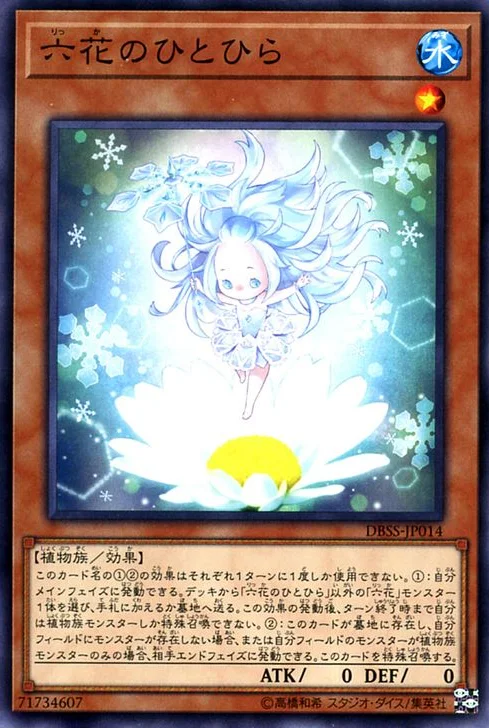 六花のひとひら
水
DBSS-JP014
【植物族／効果】
このカード名の①②の効果はそれぞれ１ターンに１度しか使用できない。①：自分
メインフェイズに発動できる。デッキから「六花のひとひら」以外の「六花」モンスター
１体を選び、手札に加えるか墓地へ送る。この効果の発動後、ターン終了時まで自分
は植物族モンスターしか特殊召喚できない。②：このカードが墓地に存在し、自分
フィールドにモンスターが存在しない場合、または自分フィールドのモンスターが植物族
モンスターのみの場合、相手エンドフェイズに発動できる。このカードを特殊召喚する。
ATK/ 0 DEF/ 0
71734607
©高橋和希 スタジオ・ダイス/集英社